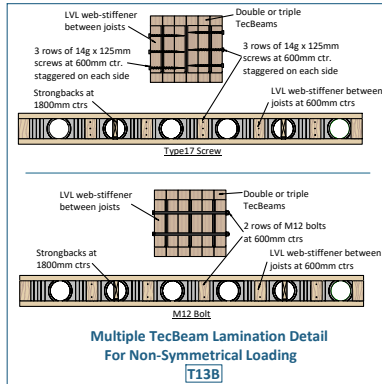 LVL web-stiffener
between joists
Double or triple
TecBeams
3 rows of 14g x 125mm
screws at 600mm ctr.
staggered on each side
3 rows of 14g x 125mm
screws at 600mm ctr.
staggered on each side
Strongbacks at
1800mm ctrs
LVL web-stiffener between
joists at 600mm ctrs
Type17 Screw
LVL web-stiffener
between joists
Double or triple
TecBeams
2 rows of M12 bolts
at 600mm ctrs
Strongbacks at
1800mm ctrs
LVL web-stiffener between
joists at 600mm ctrs
M12 Bolt
Multiple TecBeam Lamination Detail
For Non-Symmetrical Loading
T13B